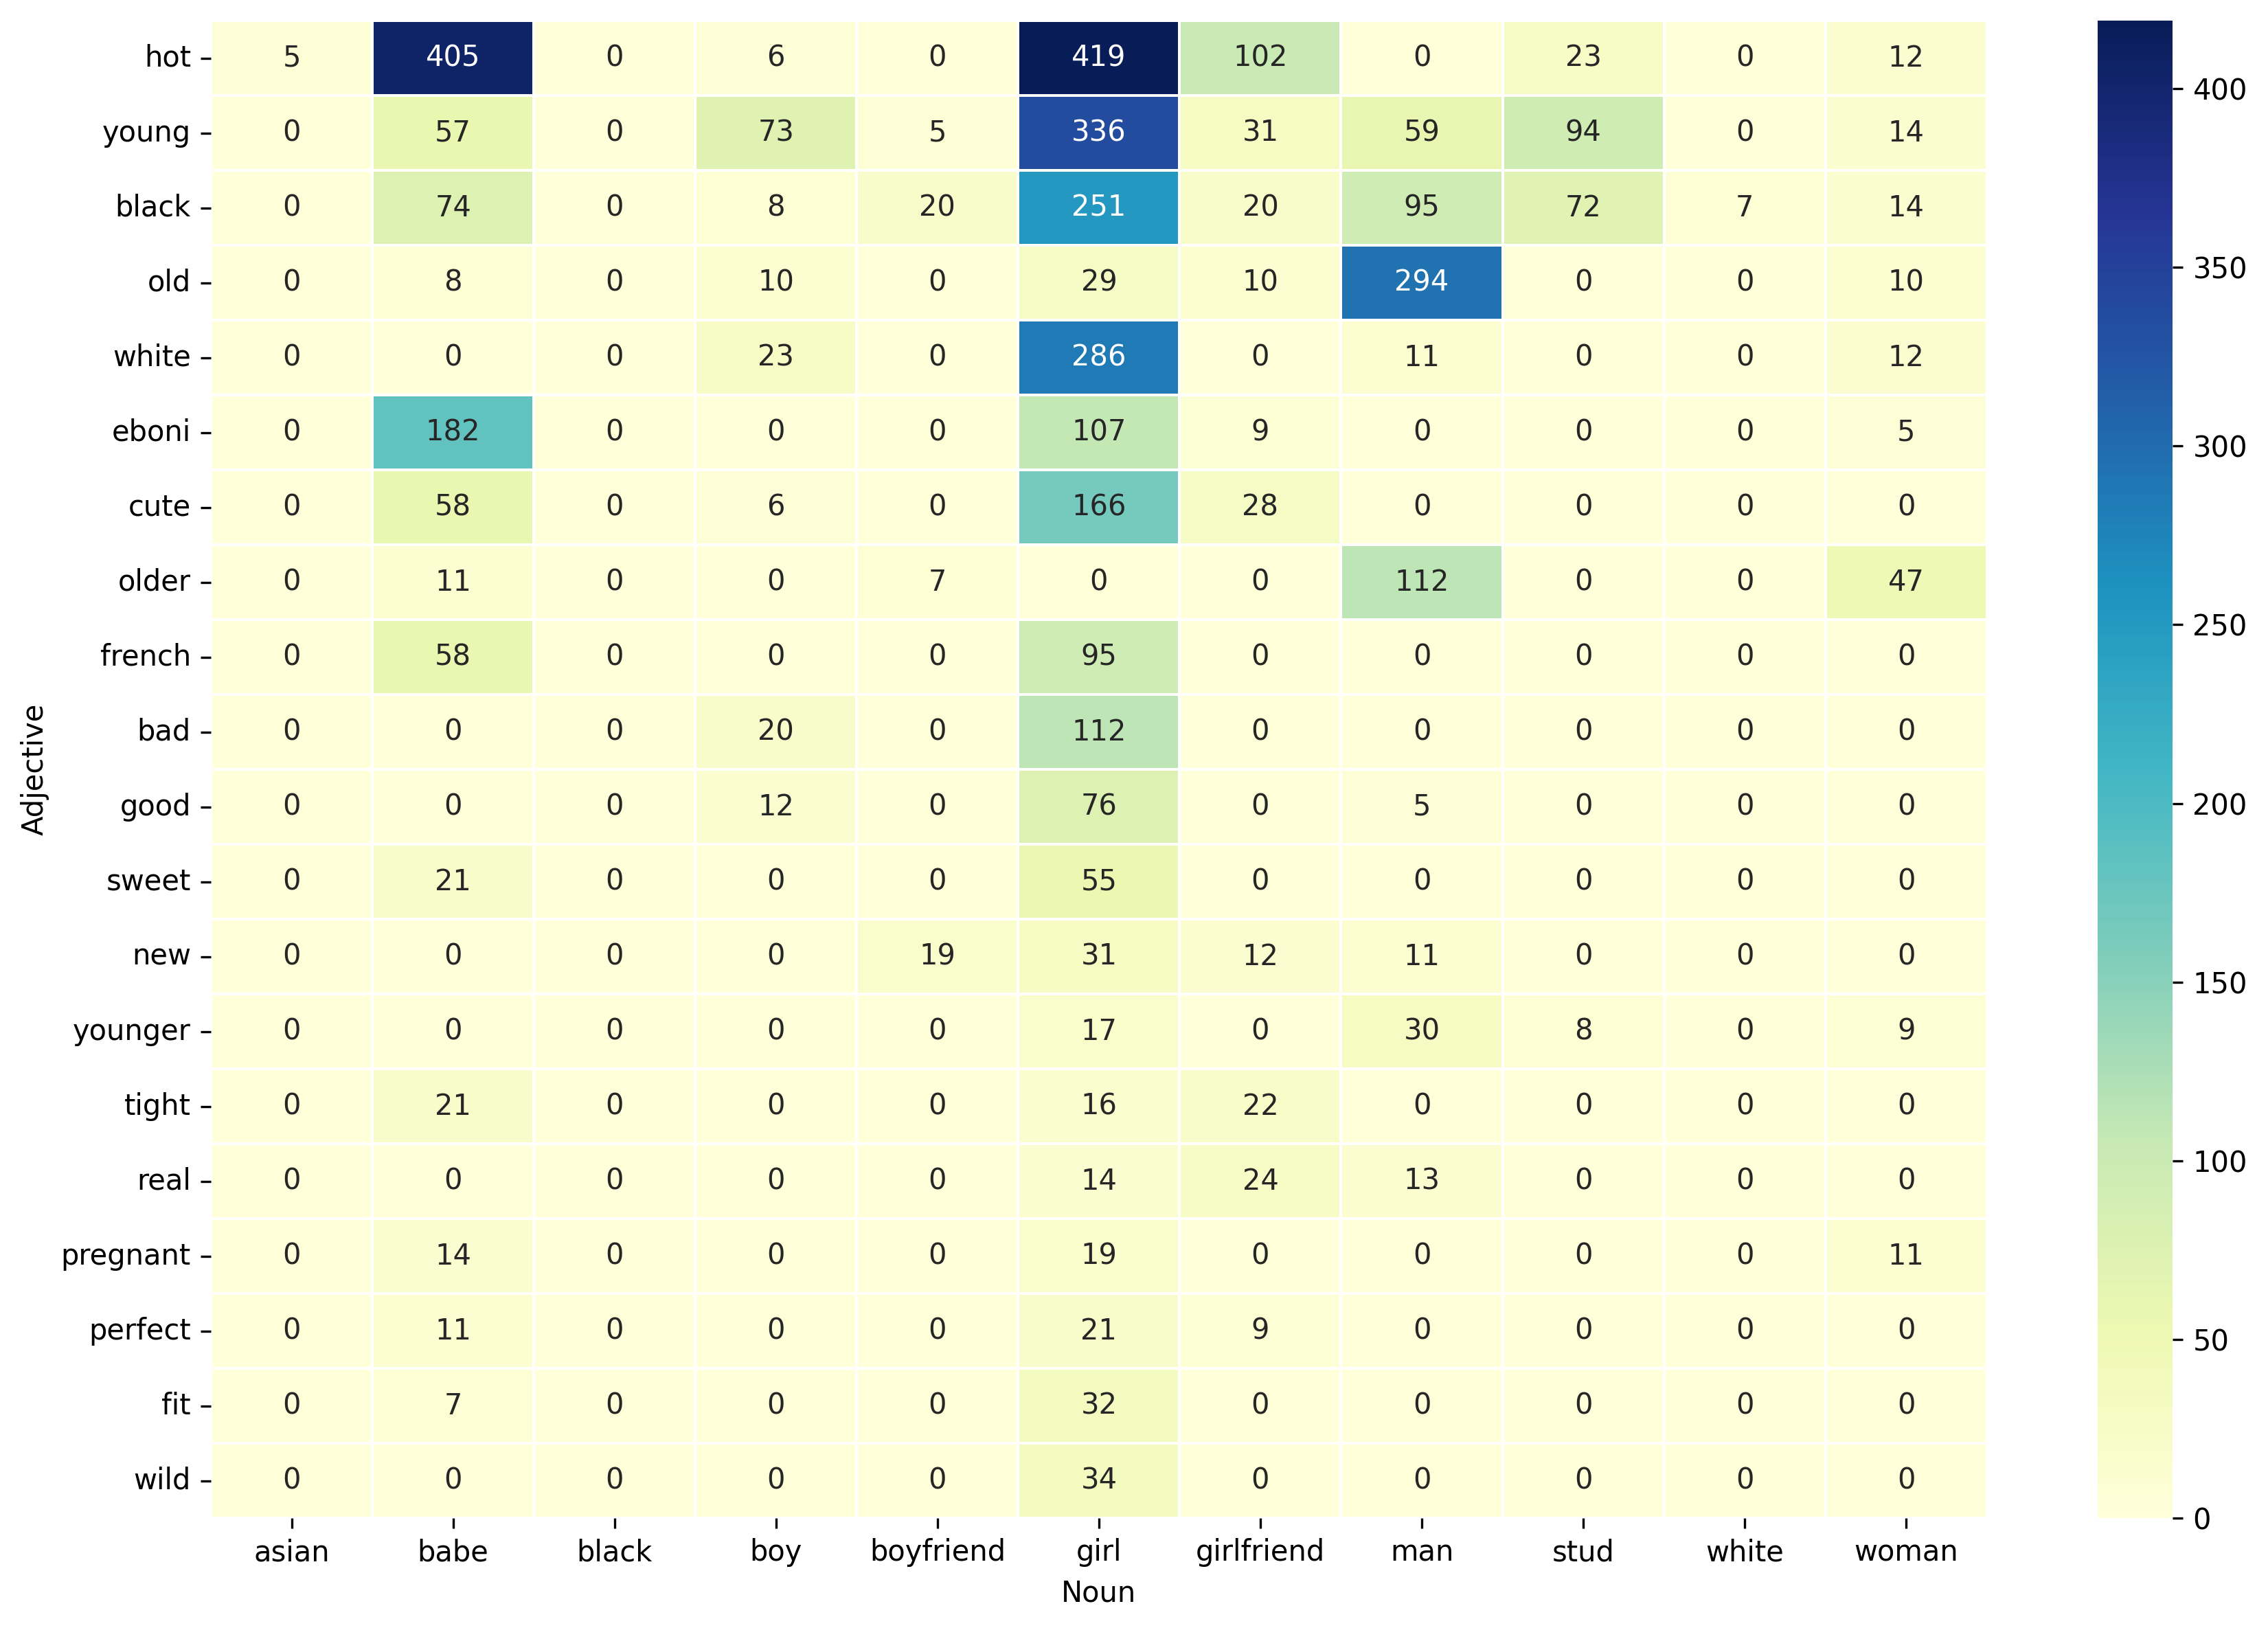 hot 5 405 0 6 0 419 102 0 23 0 12
young 0 57 0 73 5 336 31 59 94 0 14
black 0 74 0 8 20 251 20 95 72 7 14
old 0 8 0 10 0 29 10 294 0 0 10
white 0 0 0 23 0 286 0 11 0 0 12
eboni 0 182 0 0 0 107 9 0 0 0 5
cute 0 58 0 6 0 166 28 0 0 0 0
older 0 11 0 0 7 0 0 112 0 0 47
french 0 58 0 0 0 95 0 0 0 0 0
bad 0 0 0 20 0 112 0 0 0 0 0
good 0 0 0 12 0 76 0 5 0 0 0
sweet 0 21 0 0 0 55 0 0 0 0 0
new 0 0 0 0 19 31 12 11 0 0 0
younger 0 0 0 0 0 17 0 30 8 0 9
tight 0 21 0 0 0 16 22 0 0 0 0
real 0 0 0 0 0 14 24 13 0 0 0
pregnant 0 14 0 0 0 19 0 0 0 0 11
perfect 0 11 0 0 0 21 9 0 0 0 0
fit 0 7 0 0 0 32 0 0 0 0 0
wild 0 0 0 0 0 34 0 0 0 0 0
asian babe black boy boyfriend girl girlfriend man stud white woman
Noun
Adjective
400
350
300
250
200
150
100
50
0